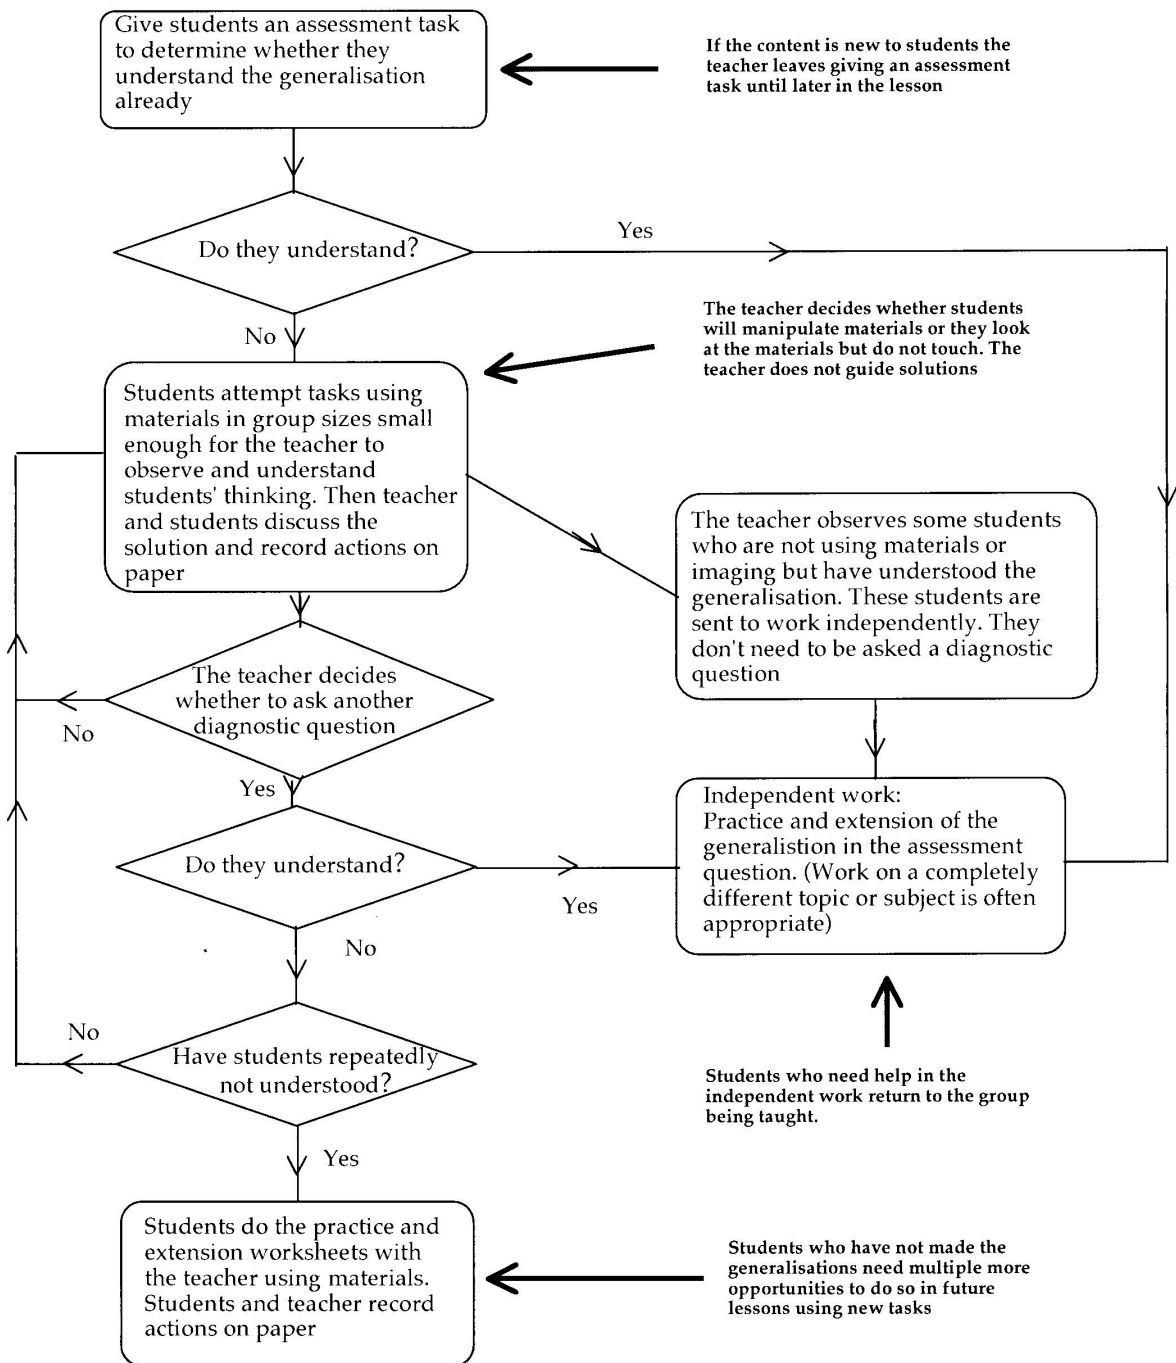 Give students an assessment task
to determine whether they
understand the generalisation
already
If the content is new to students the
teacher leaves giving an assessment
task until later in the lesson
Do they understand?
Yes
No
The teacher decides whether students
will manipulate materials or they look
at the materials but do not touch. The
teacher does not guide solutions
Students attempt tasks using
materials in group sizes small
enough for the teacher to
observe and understand
students' thinking. Then teacher
and students discuss the
solution and record actions on
paper
The teacher observes some students
who are not using materials or
imaging but have understood the
generalisation. These students are
sent to work independently. They
don't need to be asked a diagnostic
question
The teacher decides
whether to ask another
diagnostic question
No
Yes
Independent work:
Practice and extension of the
generalistion in the assessment
question. (Work on a completely
different topic or subject is often
appropriate)
Do they understand?
Yes
No
Have students repeatedly
not understood?
No
Yes
Students who need help in the
independent work return to the group
being taught.
Students do the practice and
extension worksheets with
the teacher using materials.
Students and teacher record
actions on paper
Students who have not made the
generalisations need multiple more
opportunities to do so in future
lessons using new tasks